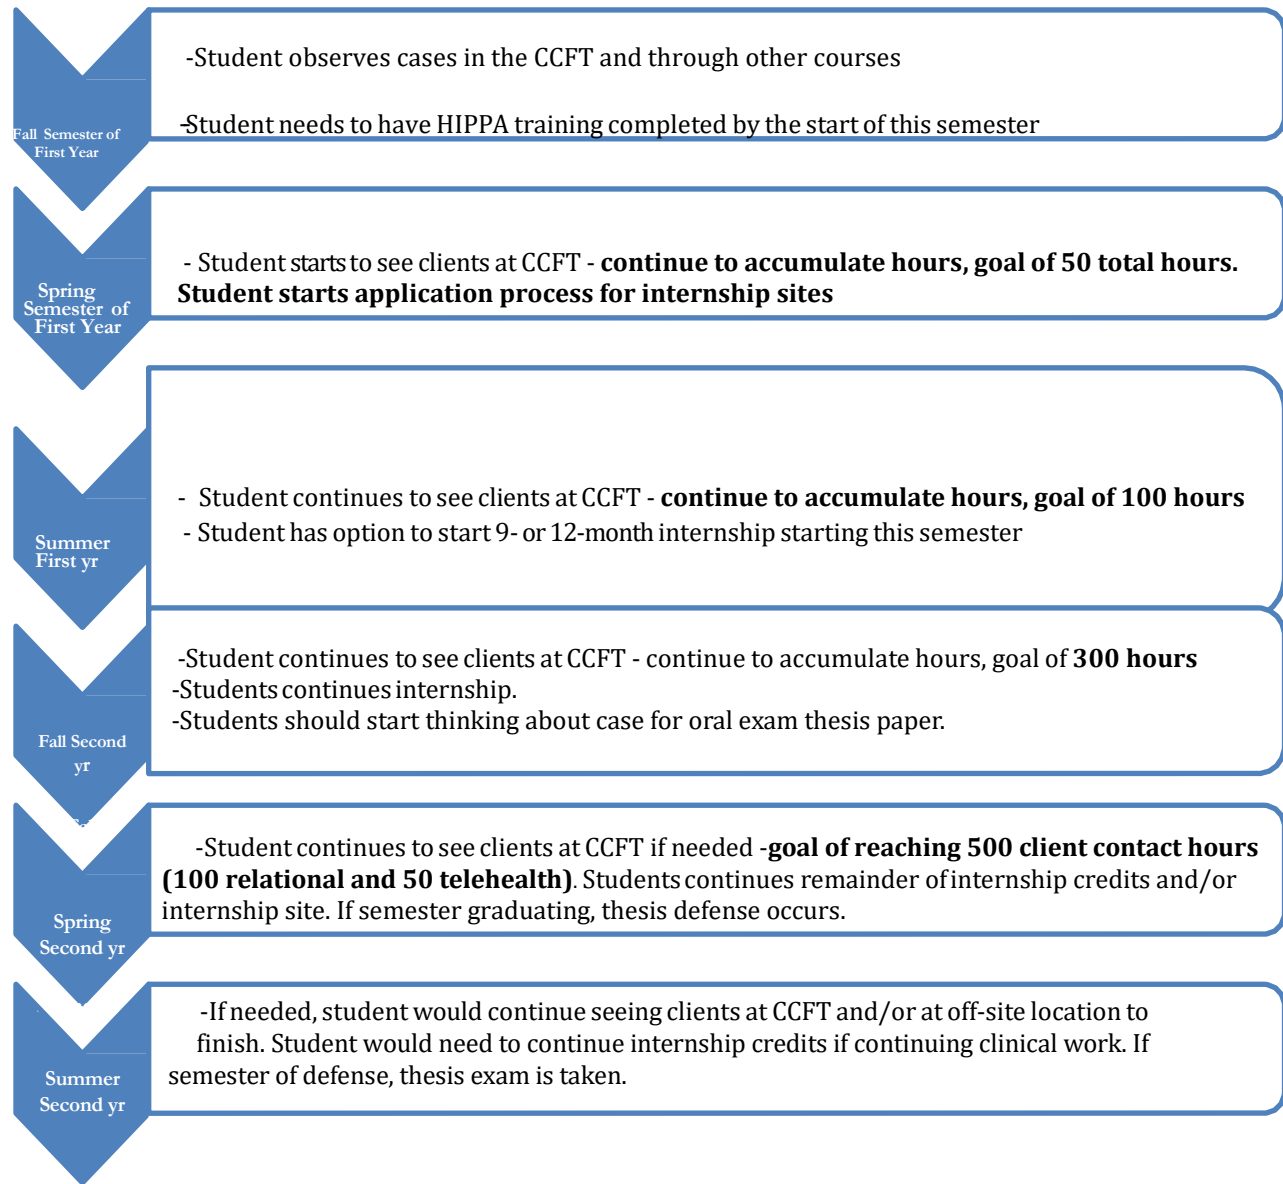 -Student observes cases in the CCFT and through other courses
-Student needs to have HIPPA training completed by the start of this semester
Fall Semester of
First Year
- Student starts to see clients at CCFT - continue to accumulate hours, goal of 50 total hours.
Student starts application process for internship sites
Spring
Semester of
First Year
- Student continues to see clients at CCFT - continue to accumulate hours, goal of 100 hours
- Student has option to start 9- or 12-month internship starting this semester
Summer
First yr
-Student continues to see clients at CCFT - continue to accumulate hours, goal of 300 hours
-Students continues internship.
-Students should start thinking about case for oral exam thesis paper.
Fall Second
yr
-Student continues to see clients at CCFT if needed -goal of reaching 500 client contact hours
(100 relational and 50 telehealth). Students continues remainder of internship credits and/or
internship site. If semester graduating, thesis defense occurs.
Spring
Second yr
-If needed, student would continue seeing clients at CCFT and/or at off-site location to
finish. Student would need to continue internship credits if continuing clinical work. If
semester of defense, thesis exam is taken.
Summer
Second yr